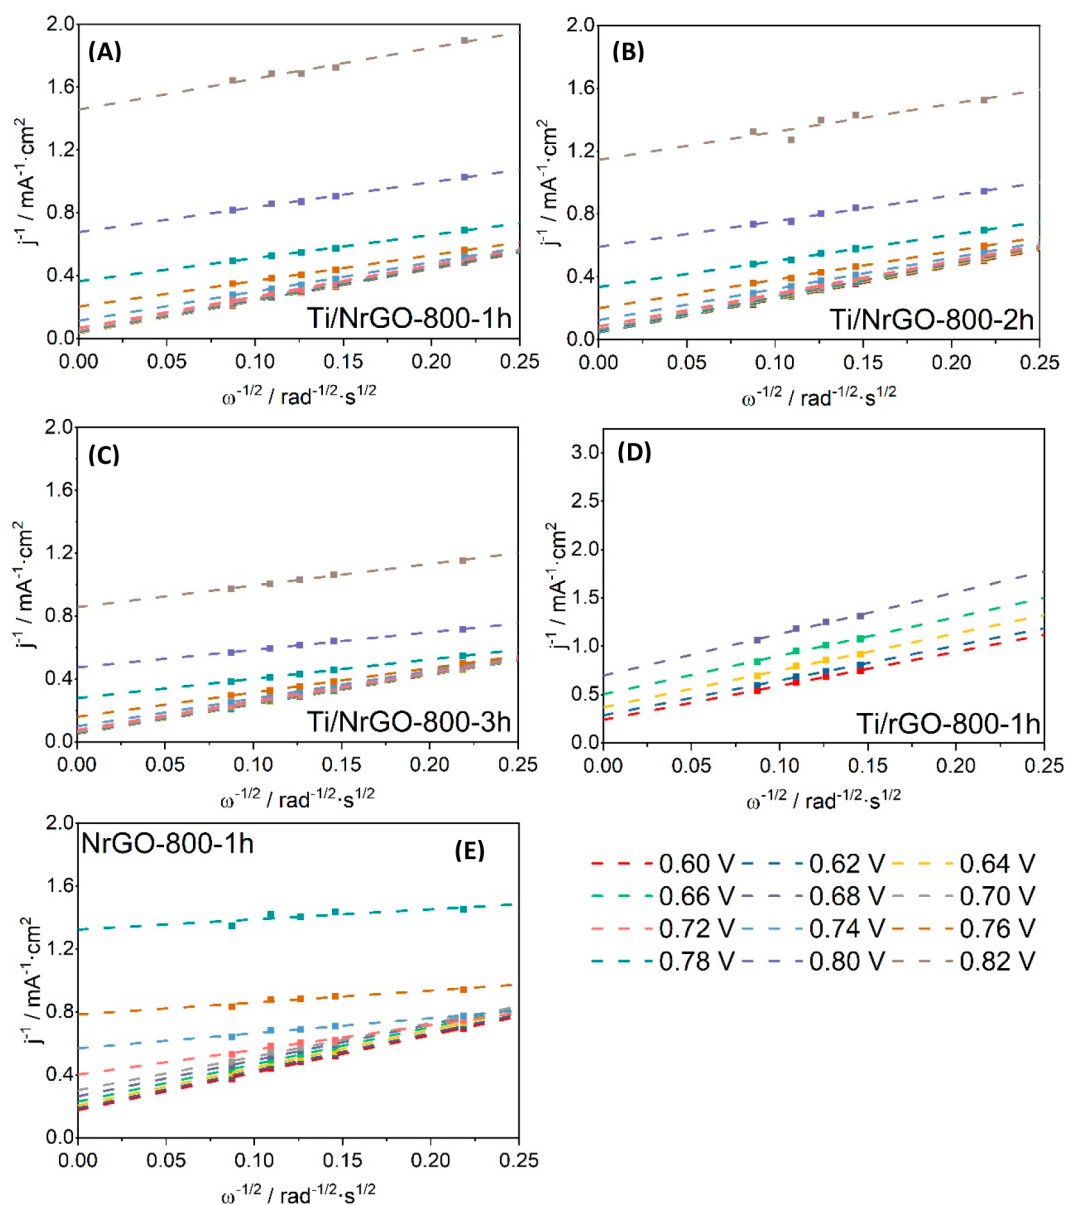 (A)
2.0
1.6
1.2
0.8
0.4
0.0
j⁻¹ / mA⁻¹·cm²
Ti/NrGO-800-1h
0.00 0.05 0.10 0.15 0.20 0.25
ω⁻¹/² / rad⁻¹/²·s¹/²
(B)
2.0
1.6
1.2
0.8
0.4
0.0
j⁻¹ / mA⁻¹·cm²
Ti/NrGO-800-2h
0.00 0.05 0.10 0.15 0.20 0.25
ω⁻¹/² / rad⁻¹/²·s¹/²
(C)
2.0
1.6
1.2
0.8
0.4
0.0
j⁻¹ / mA⁻¹·cm²
Ti/NrGO-800-3h
0.00 0.05 0.10 0.15 0.20 0.25
ω⁻¹/² / rad⁻¹/²·s¹/²
(D)
3.0
2.5
2.0
1.5
1.0
0.5
0.0
j⁻¹ / mA⁻¹·cm²
Ti/rGO-800-1h
0.00 0.05 0.10 0.15 0.20 0.25
ω⁻¹/² / rad⁻¹/²·s¹/²
NrGO-800-1h (E)
2.0
1.6
1.2
0.8
0.4
0.0
j⁻¹ / mA⁻¹·cm²
0.00 0.05 0.10 0.15 0.20 0.25
ω⁻¹/² / rad⁻¹/²·s¹/²
0.60 V 0.62 V 0.64 V
0.66 V 0.68 V 0.70 V
0.72 V 0.74 V 0.76 V
0.78 V 0.80 V 0.82 V